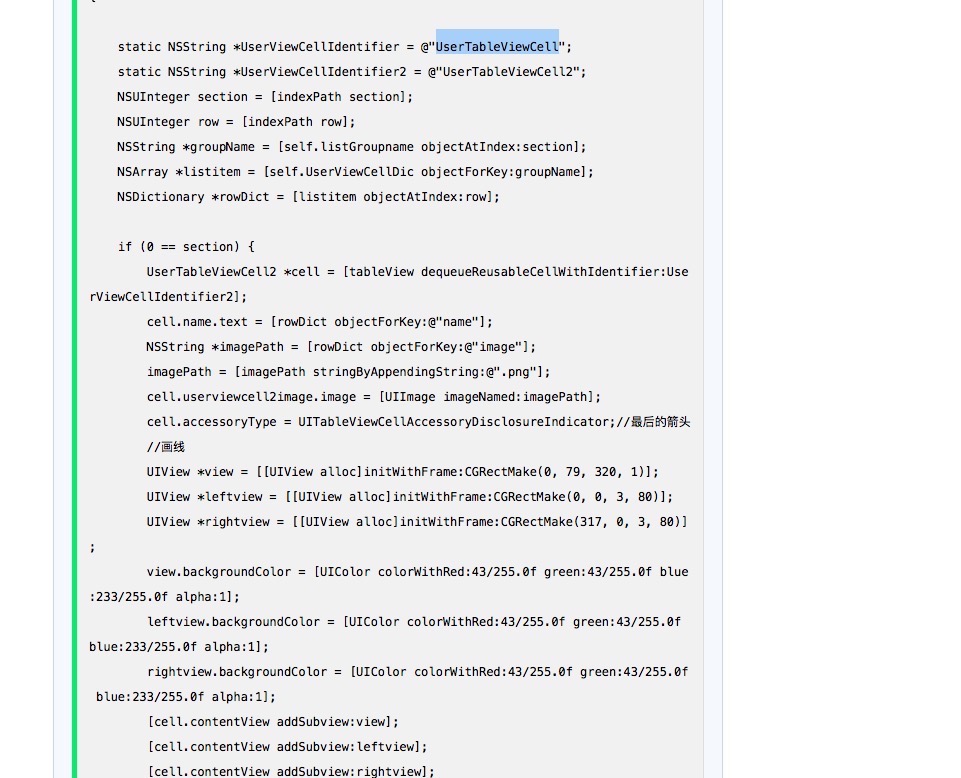 {
static NSString *UserViewCellIdentifier = @"UserTableViewCell";
static NSString *UserViewCellIdentifier2 = @"UserTableViewCell2";
NSUInteger section = [indexPath section];
NSUInteger row = [indexPath row];
NSString *groupName = [self.listGroupname objectAtIndex:section];
NSArray *listitem = [self.UserViewCellDic objectForKey:groupName];
NSDictionary *rowDict = [listitem objectAtIndex:row];
if (0 == section) {
UserTableViewCell2 *cell = [tableView dequeueReusableCellWithIdentifier:Use
rViewCellIdentifier2];
cell.name.text = [rowDict objectForKey:@"name"];
NSString *imagePath = [rowDict objectForKey:@"image"];
imagePath = [imagePath stringByAppendingString:@".png"];
cell.userviewcell2image.image = [UIImage imageNamed:imagePath];
cell.accessoryType = UITableViewCellAccessoryDisclosureIndicator;//最后的箭头
//画线
UIView *view = [[UIView alloc]initWithFrame:CGRectMake(0, 79, 320, 1)];
UIView *leftview = [[UIView alloc]initWithFrame:CGRectMake(0, 0, 3, 80)];
UIView *rightview = [[UIView alloc]initWithFrame:CGRectMake(317, 0, 3, 80)]
;
view.backgroundColor = [UIColor colorWithRed:43/255.0f green:43/255.0f blue
:233/255.0f alpha:1];
leftview.backgroundColor = [UIColor colorWithRed:43/255.0f green:43/255.0f
blue:233/255.0f alpha:1];
rightview.backgroundColor = [UIColor colorWithRed:43/255.0f green:43/255.0f
blue:233/255.0f alpha:1];
[cell.contentView addSubview:view];
[cell.contentView addSubview:leftview];
[cell.contentView addSubview:rightview];